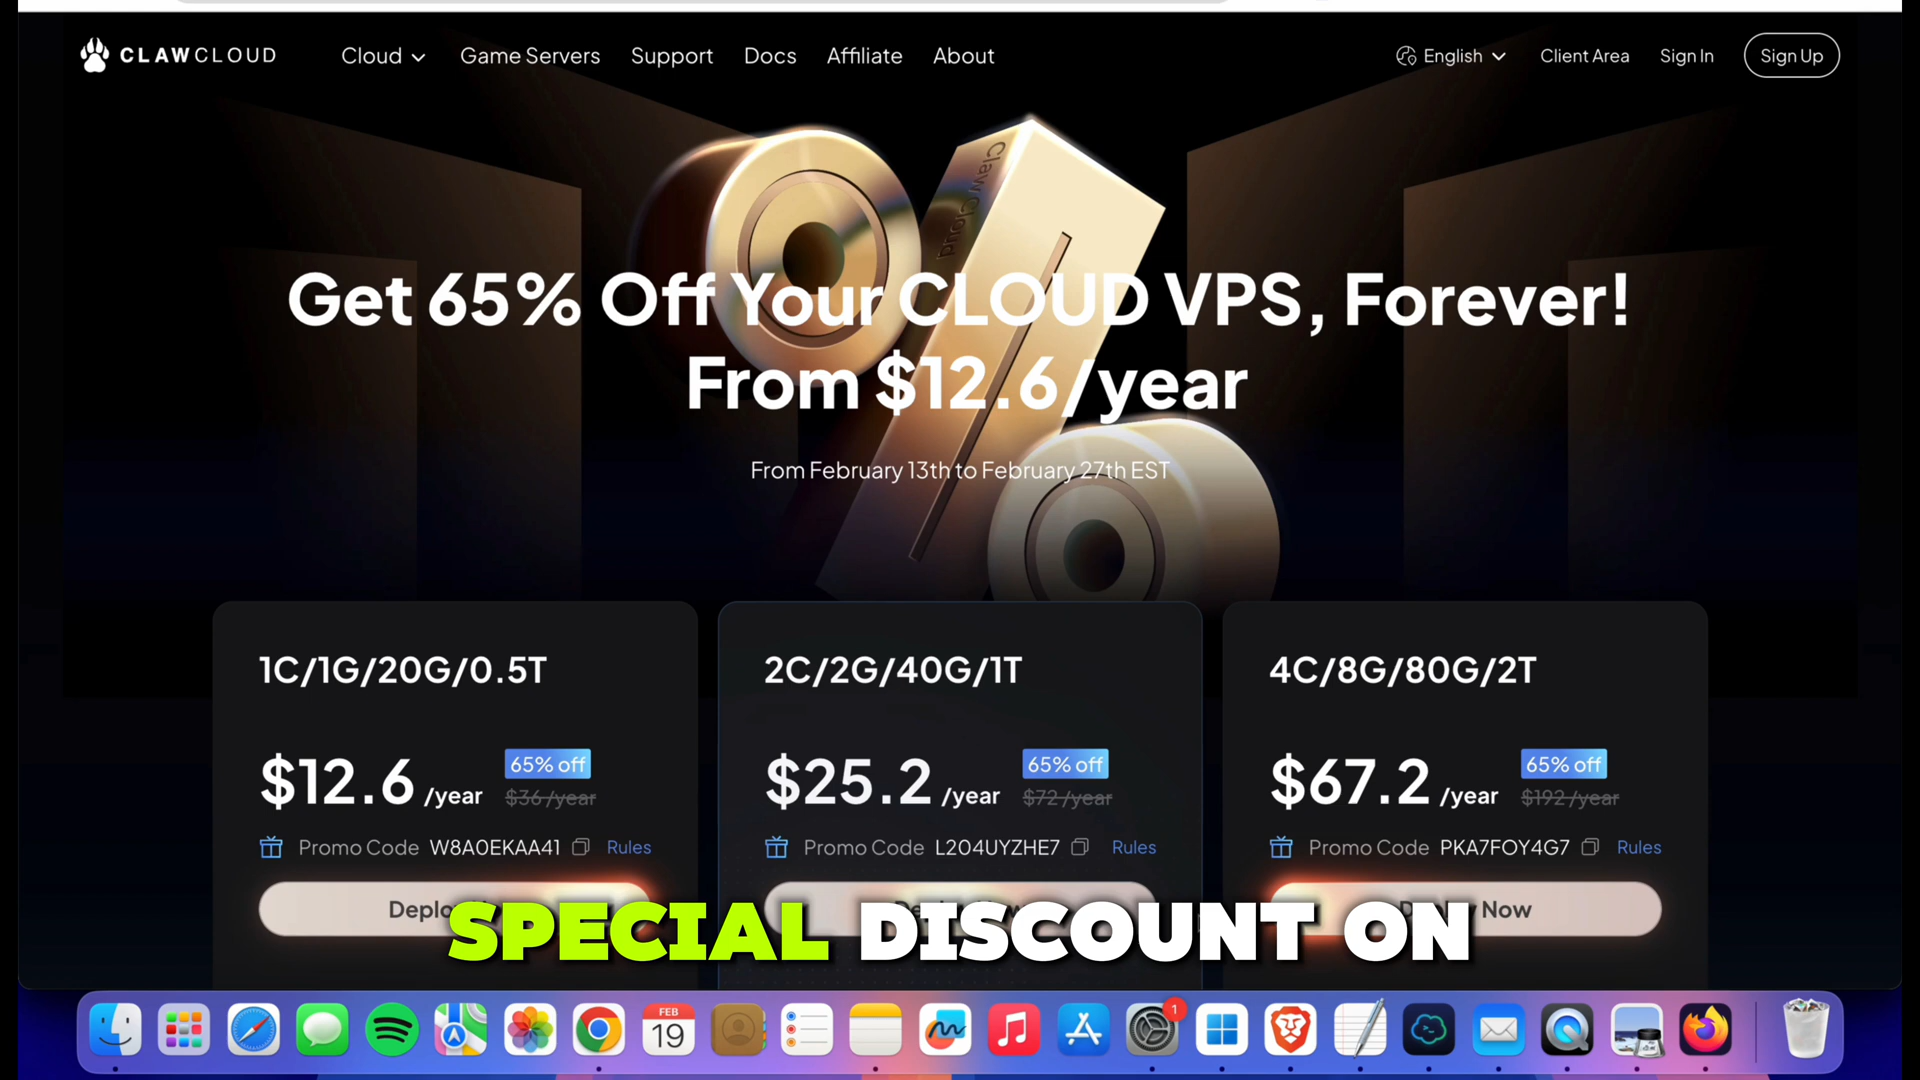 CLAWCLOUD
Cloud
Game Servers
Support
Docs
Affiliate
About
English
Client Area
Sign In
Sign Up
Claw Cloud
Get 65% Off Your CLOUD VPS, Forever!
From $12.6/year
From February 13th to February 27th EST
1C/1G/20G/0.5T
$12.6 /year
65% off
$36/year
Promo Code W8A0EKAA41
Rules
2C/2G/40G/1T
$25.2 /year
65% off
$72/year
Promo Code L204UYZHE7
Rules
4C/8G/80G/2T
$67.2 /year
65% off
$192/year
Promo Code PKA7FOY4G7
Rules
Now
SPECIAL DISCOUNT ON
FEB
19
1